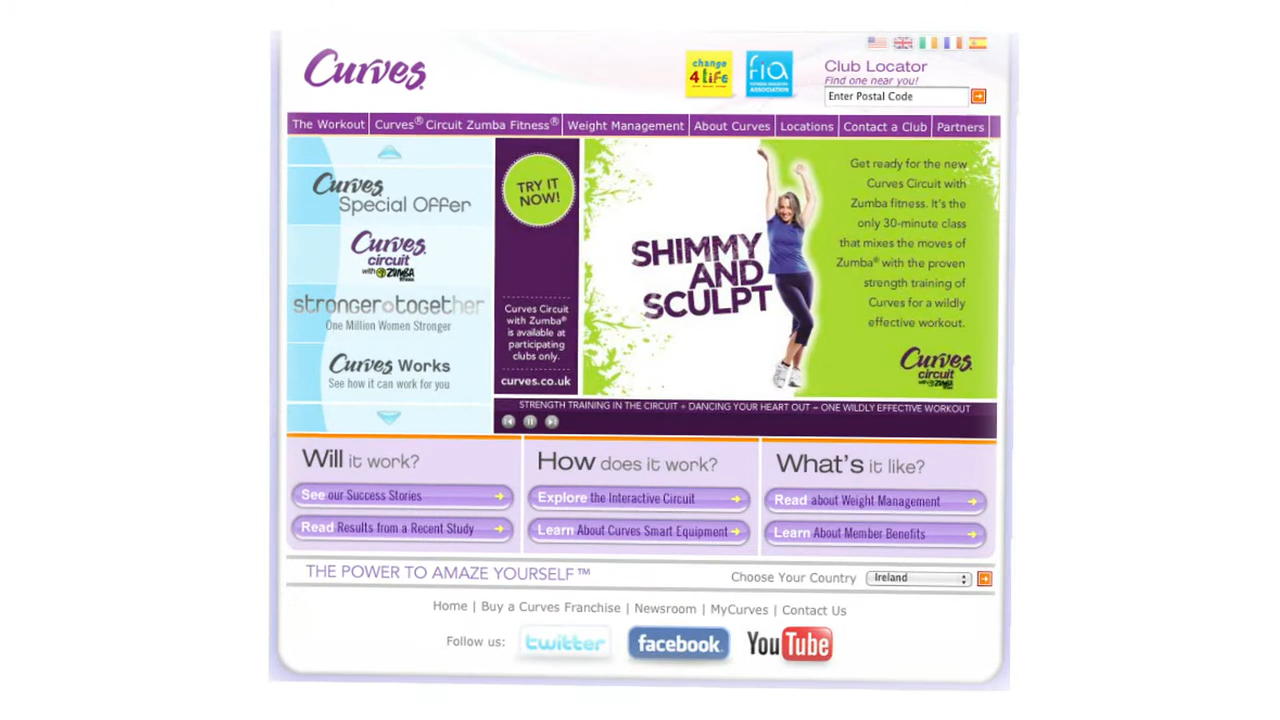 Curves
change
4 LiFe
fia
FITNESS INDUSTRY
ASSOCIATION
Club Locator
Find one near you!
Enter Postal Code
The Workout
Curves® Circuit Zumba Fitness®
Weight Management
About Curves
Locations
Contact a Club
Partners
Curves
Special Offer
Curves
circuit
with ZUMBA
fitness
stronger together
One Million Women Stronger
Curves Works
See how it can work for you
TRY IT
NOW!
Curves Circuit
with Zumba®
is available at
participating
clubs only.
curves.co.uk
SHIMMY
AND
SCULPT
Get ready for the new
Curves Circuit with
Zumba fitness. It's the
only 30-minute class
that mixes the moves of
Zumba® with the proven
strength training of
Curves for a wildly
effective workout.
Curves
circuit
with ZUMBA
STRENGTH TRAINING IN THE CIRCUIT + DANCING YOUR HEART OUT = ONE WILDLY EFFECTIVE WORKOUT
Will it work?
See our Success Stories
Read Results from a Recent Study
How does it work?
Explore the Interactive Circuit
Learn About Curves Smart Equipment
What's it like?
Read about Weight Management
Learn About Member Benefits
THE POWER TO AMAZE YOURSELF™
Choose Your Country
Ireland
Home | Buy a Curves Franchise | Newsroom | MyCurves | Contact Us
Follow us:
twitter
facebook
YouTube